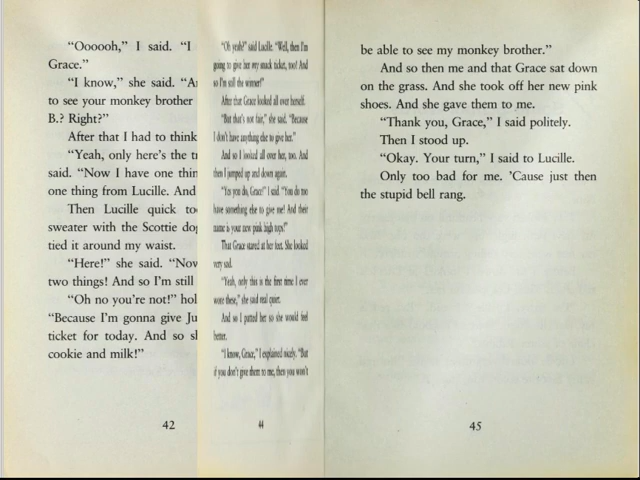 “Oooooh,” I said. “I
Grace.”
“I know,” she said. “A
to see your monkey brother
B.? Right?”
After that I had to think
“Yeah, only here’s the
said. “Now I have one thin
one thing from Lucille. And
Then Lucille quick
sweater with the Scottie
tied it around my waist.
“Here!” she said. “Nov
two things! And so I’m still
“Oh no you’re not!” hol
“Because I’m gonna give Ju
ticket for today. And so
cookie and milk!”
42
“Oh yeah?” said Lucille. “Well, then I’m
going to give her my snack ticket, too! And
so I’m still the winner!”
After that Grace looked all over herself.
“But that’s not fair,” she said. “Because
I don’t have anything else to give her.”
And so I looked all over her, too. And
then I jumped up and down again.
“Yes you do, Grace!” I said. “You do too
have something else to give me! And their
name is your new pink high tops!”
That Grace stared at her feet. She looked
very sad.
“Yeah, only this is the first time I ever
wore these,” she said real quiet.
And so I patted her so she would feel
better.
“I know, Grace,” I explained nicely. “But
if you don’t give them to me, then you won’t
44
be able to see my monkey brother.”
And so then me and that Grace sat down
on the grass. And she took off her new pink
shoes. And she gave them to me.
“Thank you, Grace,” I said politely.
Then I stood up.
“Okay. Your turn,” I said to Lucille.
Only too bad for me. ’Cause just then
the stupid bell rang.
45